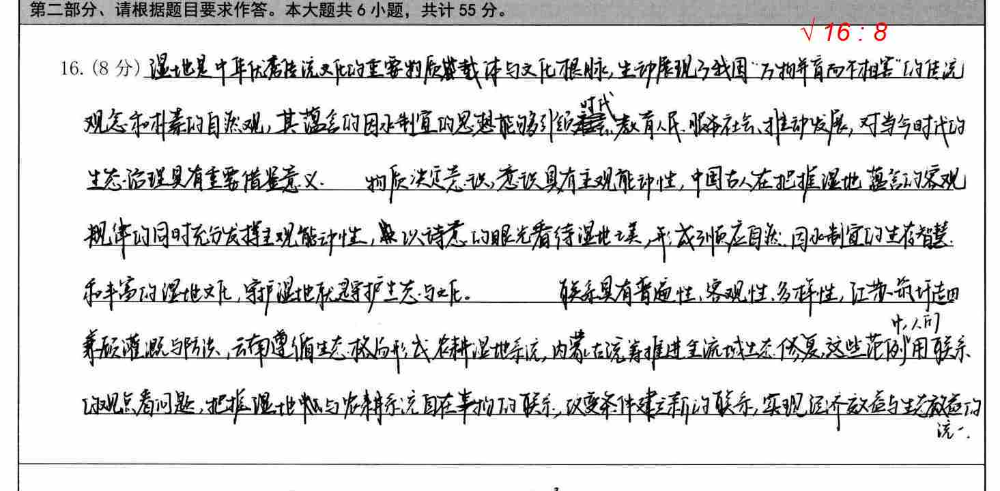 第二部分、请根据题目要求作答。本大题共 6 小题，共计 55 分。
√ 16 : 8
16. (8 分) 湿地是中华优秀传统文化的重要物质载体与文化根脉，生动展现了我国“万物并育而不相害”的传统
时代
观念和朴素的自然观，其蕴含的因水制宜的思想能够引领教育人民、服务社会、推动发展，对当今时代的
生态治理具有重要借鉴意义. 物质决定意识，意识具有主观能动性，中国古人在把握湿地蕴含的客观
规律的同时充分发挥主观能动性，以诗意的眼光看待湿地之美，形成了顺应自然、因水制宜的生存智慧
和丰富的湿地文化，守护湿地就是守护生态与文化。 联系具有普遍性、客观性、多样性，江苏筑圩造田
中，人们
兼顾灌溉与防洪，云南遵循生态格局形成农耕湿地系统，内蒙古统筹推进全流域生态修复，这些范例用联系
的观点看问题，把握湿地与农耕系统自在事物的联系，改变条件建立新的联系，实现经济效益与生态效益的
统一.